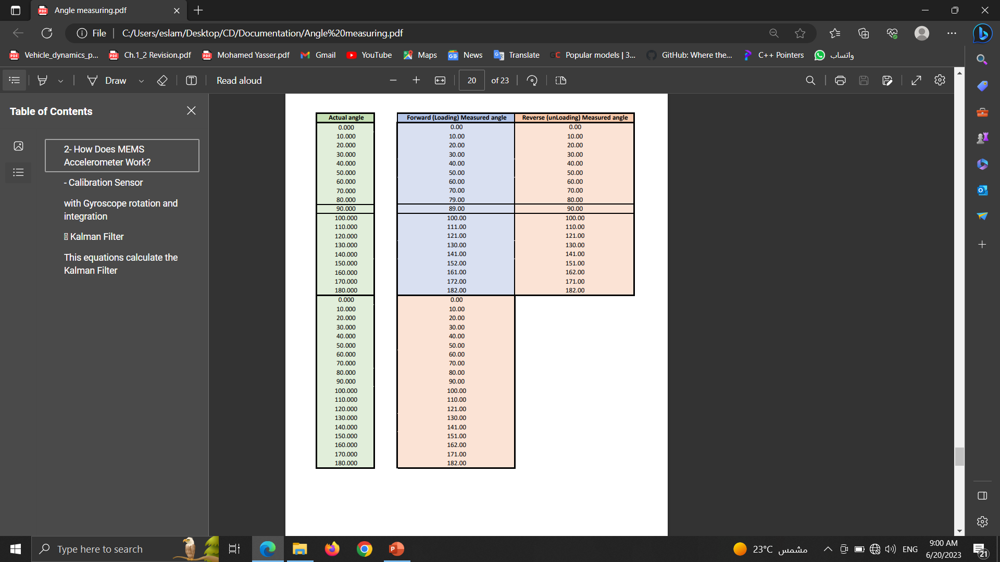 Angle measuring.pdf
File
C:/Users/eslam/Desktop/CD/Documentation/Angle%20measuring.pdf
Vehicle_dynamics_p... Ch.1_2 Revision.pdf Mohamed Yasser.pdf Gmail YouTube Maps News Translate Popular models | 3... GitHub: Where the... C++ Pointers واتساب
Draw Read aloud 20 of 23
Table of Contents
2- How Does MEMS
Accelerometer Work?
- Calibration Sensor
with Gyroscope rotation and
integration
Kalman Filter
This equations calculate the
Kalman Filter
Actual angle Forward (Loading) Measured angle Reverse (unLoading) Measured angle
0.000 0.00 0.00
10.000 10.00 10.00
20.000 20.00 20.00
30.000 30.00 30.00
40.000 40.00 40.00
50.000 50.00 50.00
60.000 60.00 60.00
70.000 70.00 70.00
80.000 79.00 80.00
90.000 89.00 90.00
100.000 100.00 100.00
110.000 111.00 110.00
120.000 121.00 121.00
130.000 130.00 130.00
140.000 141.00 141.00
150.000 152.00 151.00
160.000 161.00 162.00
170.000 172.00 171.00
180.000 182.00 182.00
0.000 0.00
10.000 10.00
20.000 20.00
30.000 30.00
40.000 40.00
50.000 50.00
60.000 60.00
70.000 70.00
80.000 80.00
90.000 90.00
100.000 100.00
110.000 110.00
120.000 121.00
130.000 130.00
140.000 141.00
150.000 151.00
160.000 162.00
170.000 171.00
180.000 182.00
Type here to search
23°C مشمس
ENG
9:00 AM
6/20/2023
21